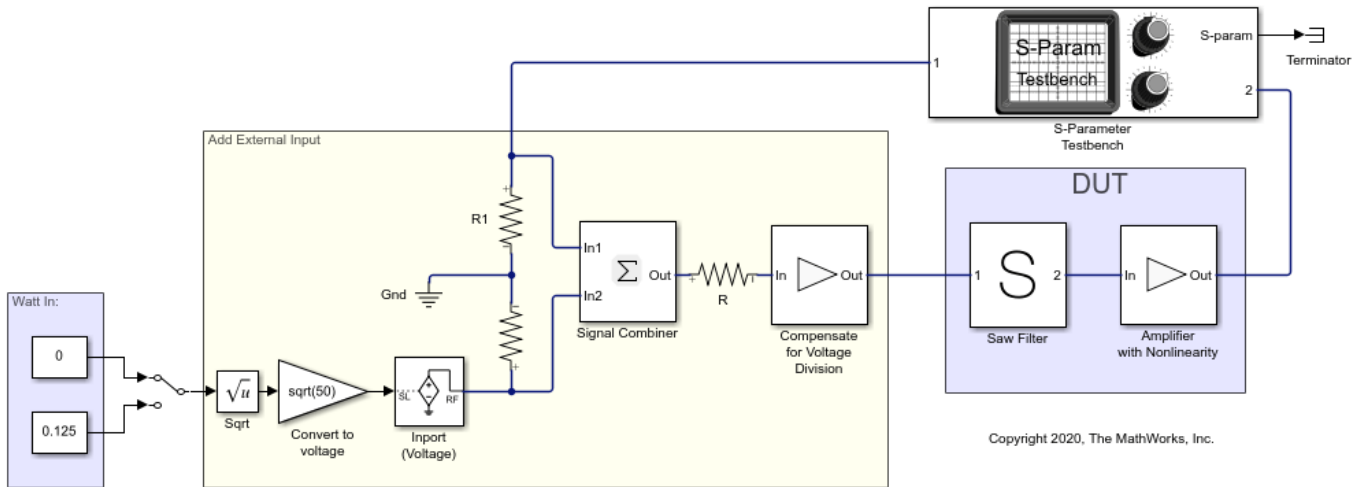 S-Param
Testbench
1
S-param
2
Terminator
S-Parameter
Testbench
Add External Input
DUT
R1
+
-
Gnd
-
+
In1
In2
Σ
Out
Signal Combiner
+
-
R
In
Out
Compensate
for Voltage
Division
1
S
2
Saw Filter
In
Out
Amplifier
with Nonlinearity
Watt In:
0
0.125
√u
Sqrt
sqrt(50)
Convert to
voltage
SL
RF
Inport
(Voltage)
Copyright 2020, The MathWorks, Inc.